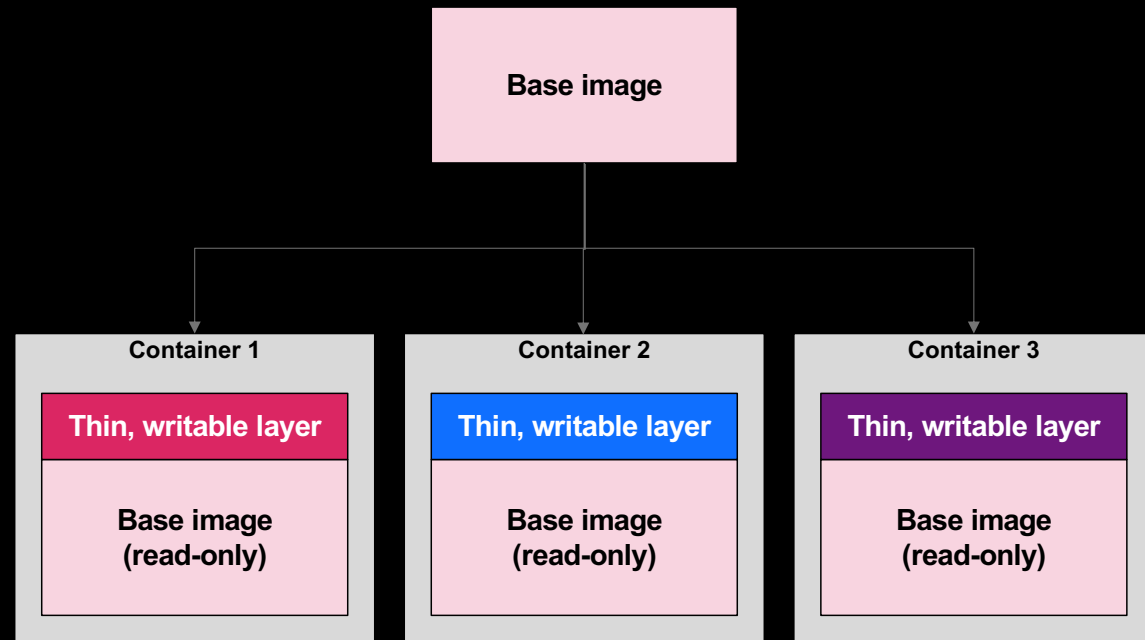 Base image
Container 1
Thin, writable layer
Base image
(read-only)
Container 2
Thin, writable layer
Base image
(read-only)
Container 3
Thin, writable layer
Base image
(read-only)